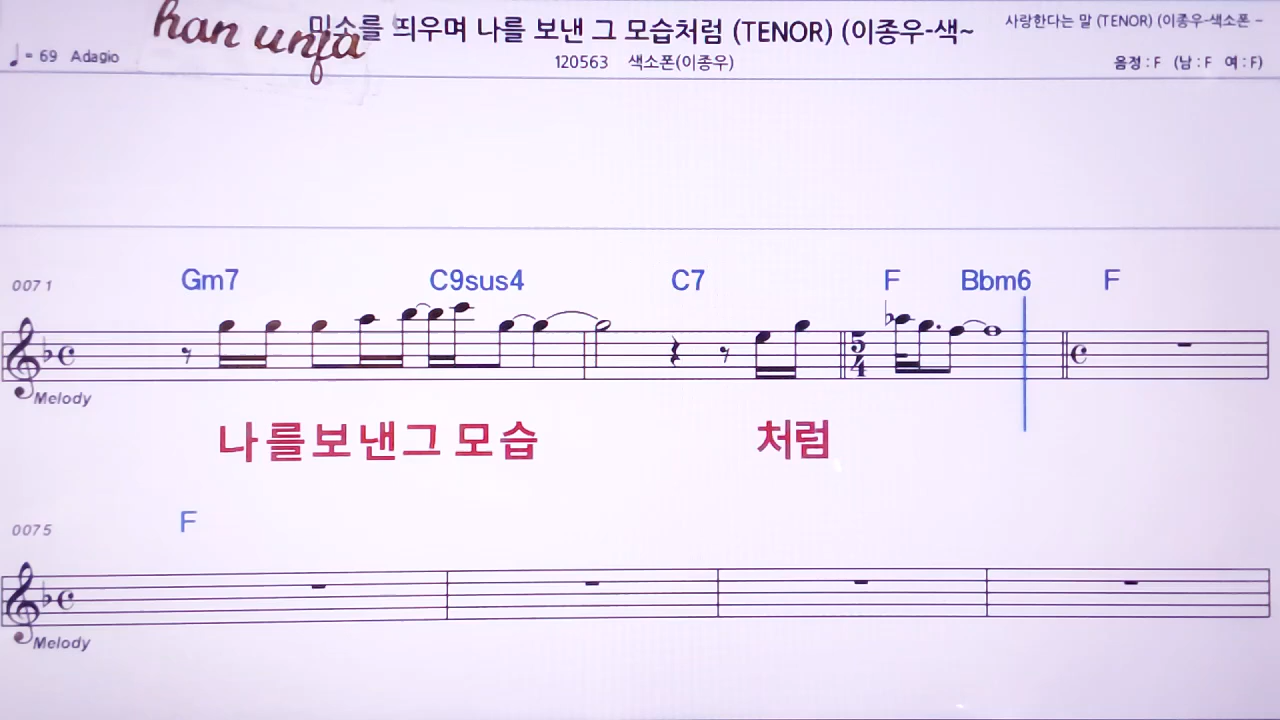 han unja
미소를 띄우며 나를 보낸 그 모습처럼 (TENOR) (이종우-색~
사랑한다는 말 (TENOR) (이종우-색소폰 –
♩= 69 Adagio
120563 색소폰(이종우)
음정 : F (남 : F 여 : F)
0071 Gm7 C9sus4 C7 F Bbm6 F
5
4
Melody
나를보낸그 모습 처럼
0075 F
Melody